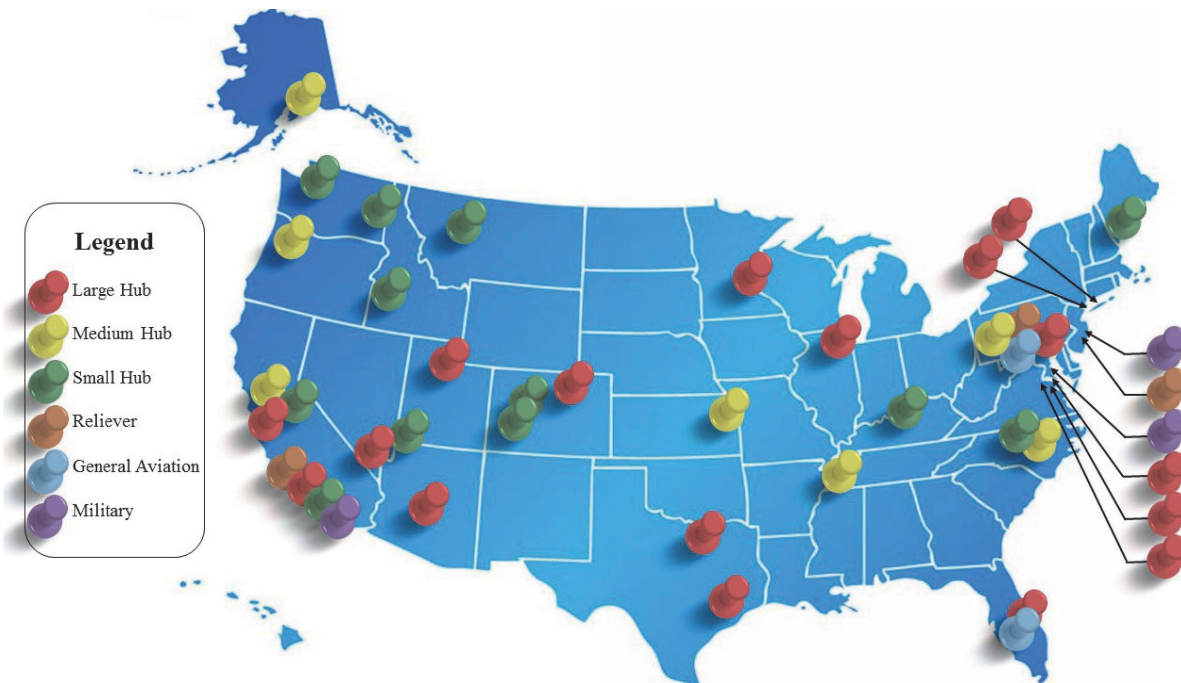 Legend
Large Hub
Medium Hub
Small Hub
Reliever
General Aviation
Military